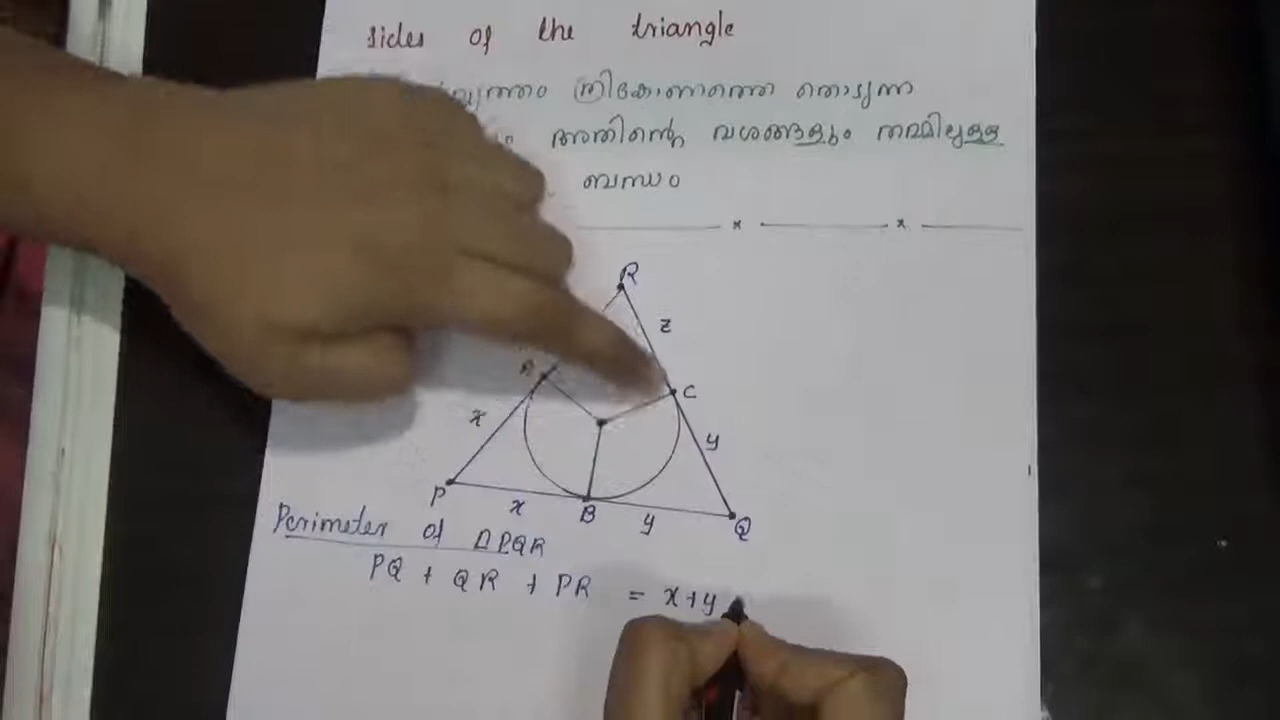 sides of the triangle
ത്രികോണത്തെ തൊടുന്ന
അതിന്റെ വശങ്ങളും തമ്മിലുള്ള
ബന്ധം
x x
R
z
A
C
x
y
P
x
B
y
Q
Perimeter of ΔPQR
PQ + QR + PR = x+y